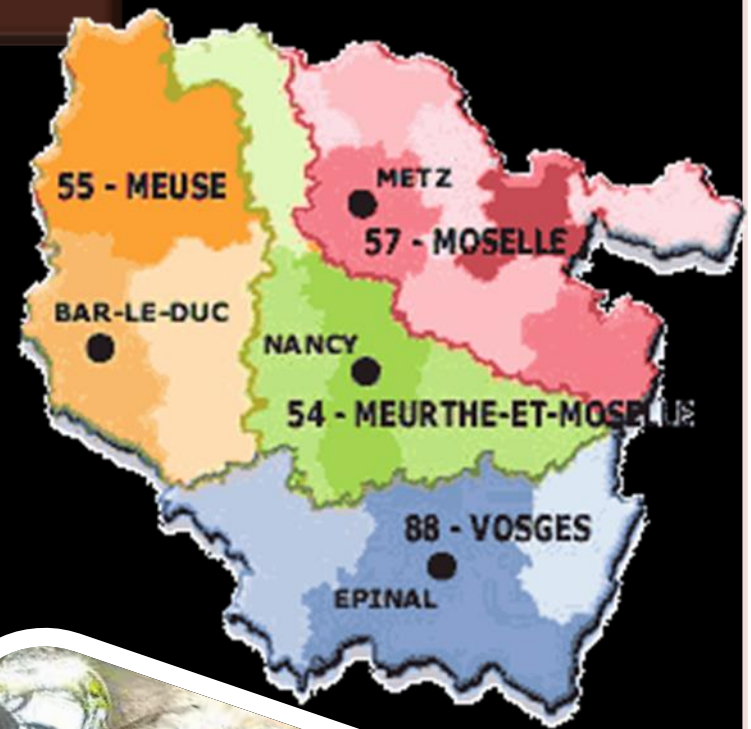 55 - MEUSE
METZ
57 - MOSELLE
BAR-LE-DUC
NANCY
54 - MEURTHE-ET-MOSELLE
88 - VOSGES
EPINAL